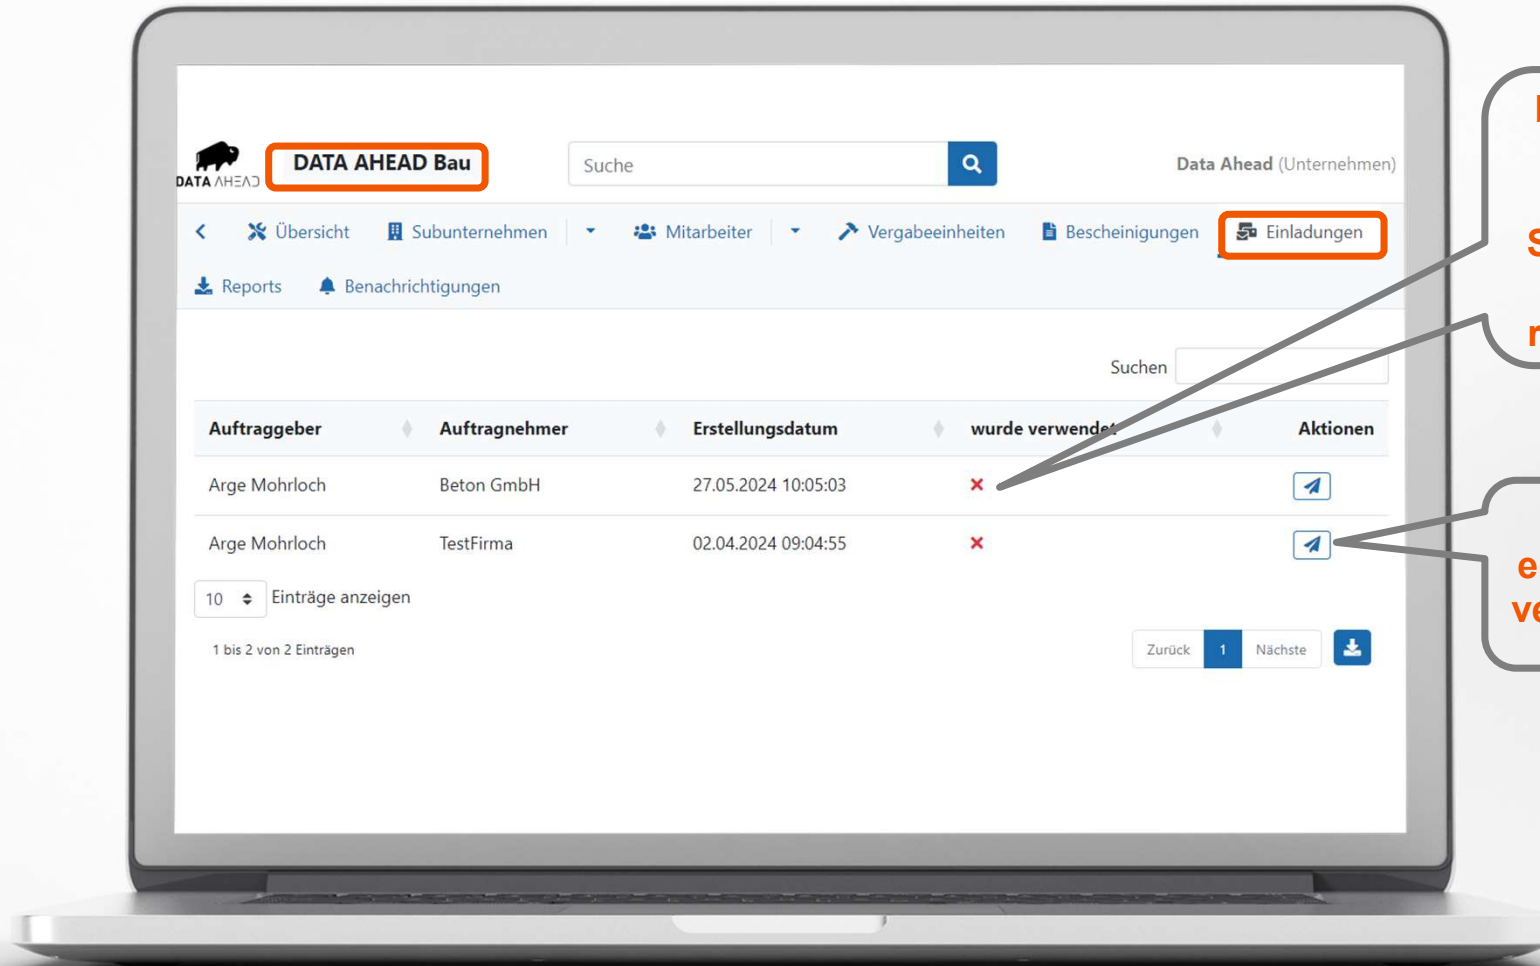 DATA AHEAD
DATA AHEAD Bau
Suche
Data Ahead (Unternehmen)
Übersicht
Subunternehmen
Mitarbeiter
Vergabeeinheiten
Bescheinigungen
Einladungen
Reports
Benachrichtigungen
Suchen
Auftraggeber Auftragnehmer Erstellungsdatum wurde verwendet Aktionen
Arge Mohrloch Beton GmbH 27.05.2024 10:05:03
Arge Mohrloch TestFirma 02.04.2024 09:04:55
10 Einträge anzeigen
1 bis 2 von 2 Einträgen
Zurück 1 Nächste